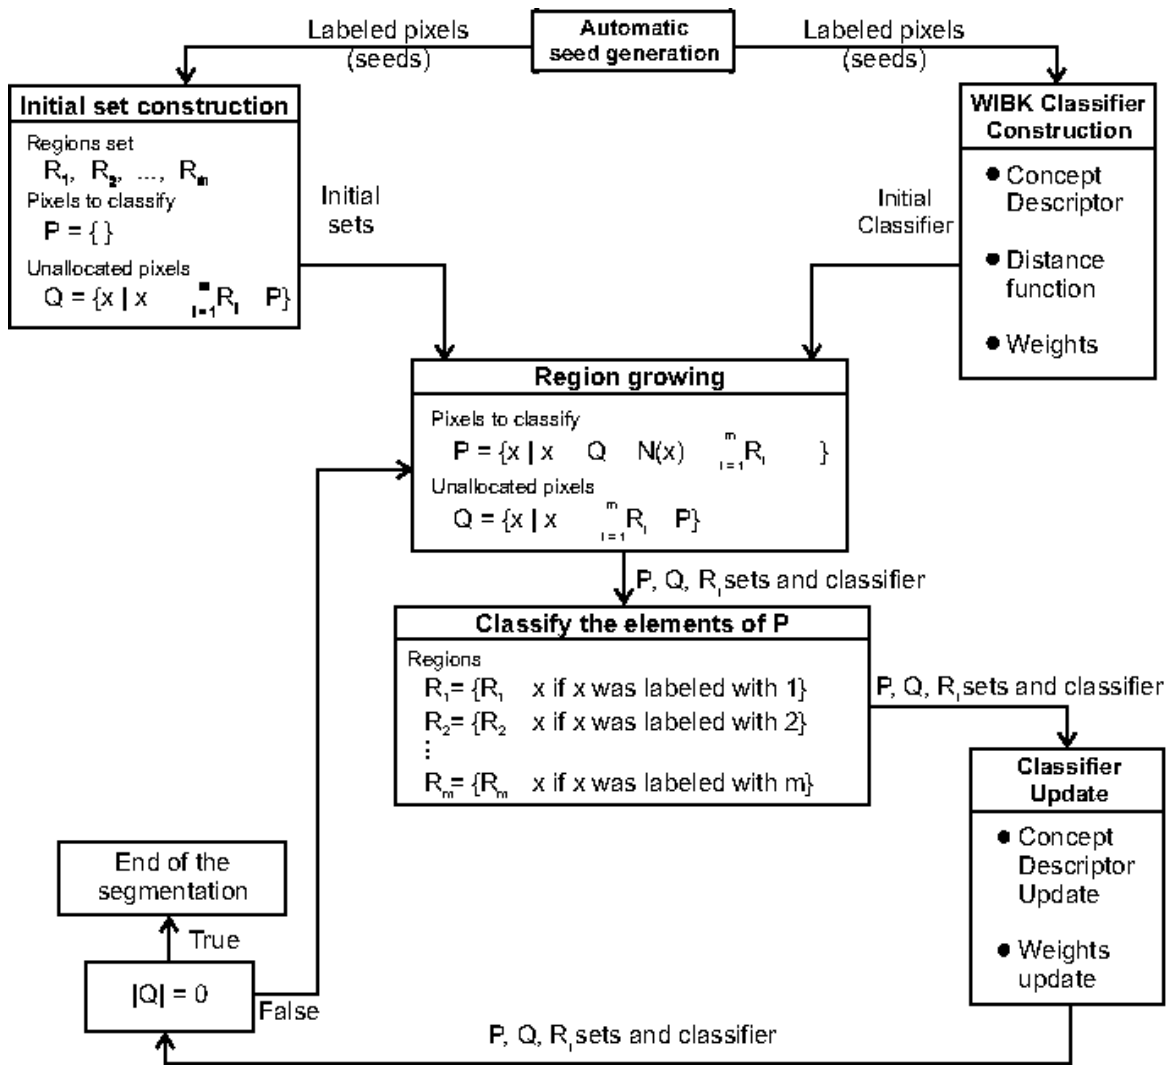 Automatic
seed generation
Labeled pixels
(seeds)
Labeled pixels
(seeds)
Initial set construction
Regions set
R1, R2, ..., Rm
Pixels to classify
P = { }
Unallocated pixels
Q = {x | x m i = 1 Ri P}
Initial
sets
WIBK Classifier
Construction
● Concept
Descriptor
● Distance
function
● Weights
Initial
Classifier
Region growing
Pixels to classify
P = {x | x Q N(x) m i = 1 Ri }
Unallocated pixels
Q = {x | x m i = 1 Ri P}
P, Q, Ri sets and classifier
Classify the elements of P
Regions
R1 = {R1 x if x was labeled with 1}
R2 = {R2 x if x was labeled with 2}
⋮
Rm = {Rm x if x was labeled with m}
P, Q, Ri sets and classifier
Classifier
Update
● Concept
Descriptor
Update
● Weights
update
P, Q, Ri sets and classifier
|Q| = 0
False
True
End of the
segmentation